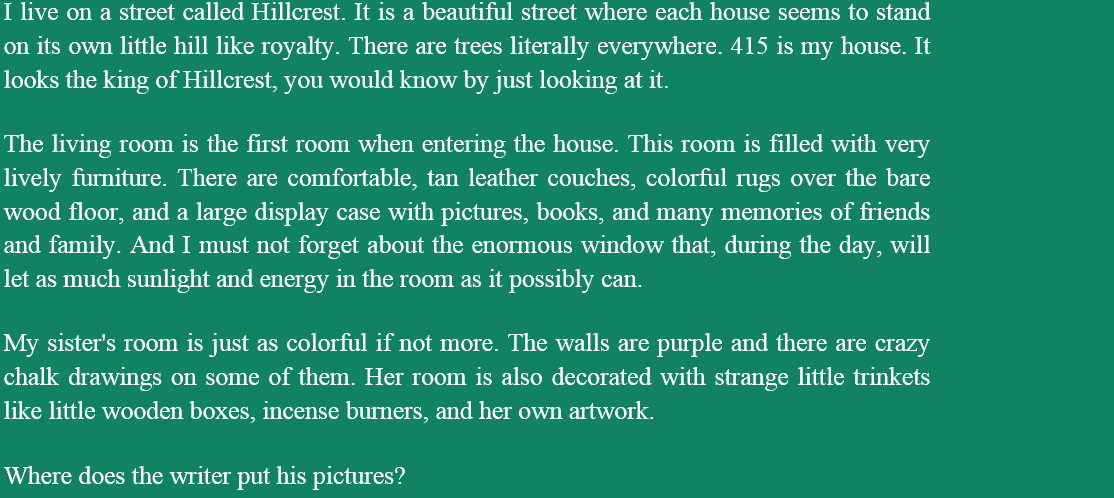 I live on a street called Hillcrest. It is a beautiful street where each house seems to stand
on its own little hill like royalty. There are trees literally everywhere. 415 is my house. It
looks the king of Hillcrest, you would know by just looking at it.
The living room is the first room when entering the house. This room is filled with very
lively furniture. There are comfortable, tan leather couches, colorful rugs over the bare
wood floor, and a large display case with pictures, books, and many memories of friends
and family. And I must not forget about the enormous window that, during the day, will
let as much sunlight and energy in the room as it possibly can.
My sister's room is just as colorful if not more. The walls are purple and there are crazy
chalk drawings on some of them. Her room is also decorated with strange little trinkets
like little wooden boxes, incense burners, and her own artwork.
Where does the writer put his pictures?